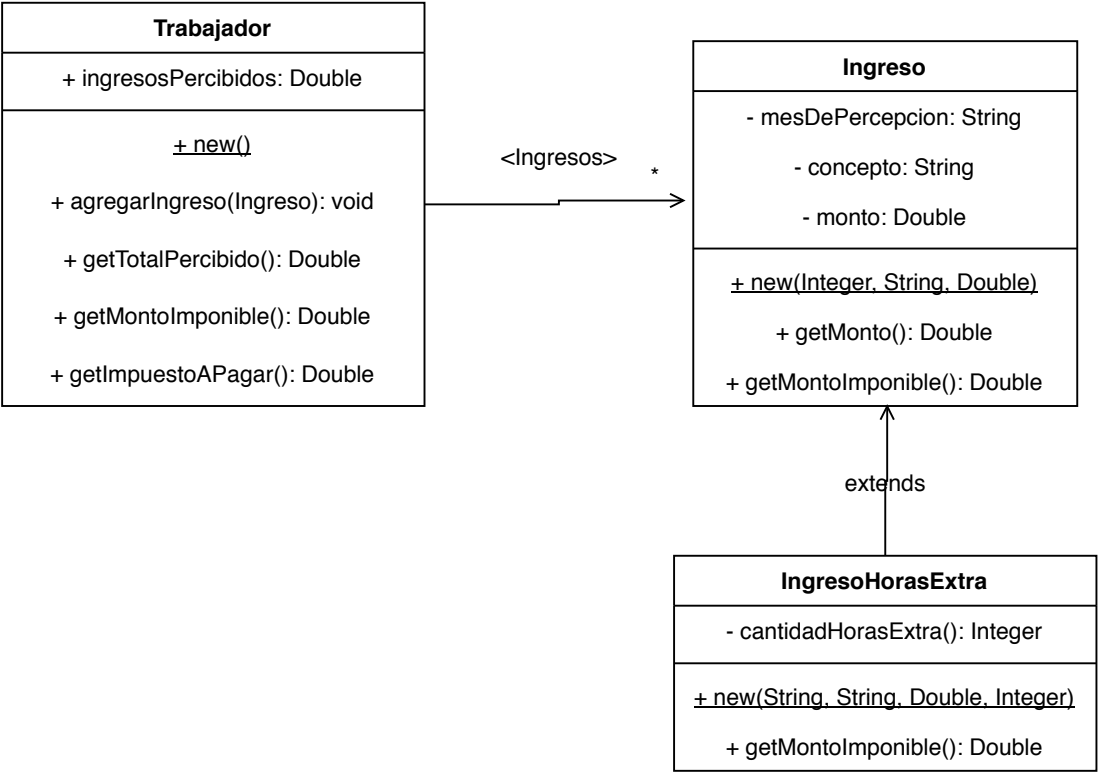 Trabajador
+ ingresosPercibidos: Double
+ new()
+ agregarIngreso(Ingreso): void
+ getTotalPercibido(): Double
+ getMontoImponible(): Double
+ getImpuestoAPagar(): Double
<Ingresos>
*
Ingreso
- mesDePercepcion: String
- concepto: String
- monto: Double
+ new(Integer, String, Double)
+ getMonto(): Double
+ getMontoImponible(): Double
extends
IngresoHorasExtra
- cantidadHorasExtra(): Integer
+ new(String, String, Double, Integer)
+ getMontoImponible(): Double